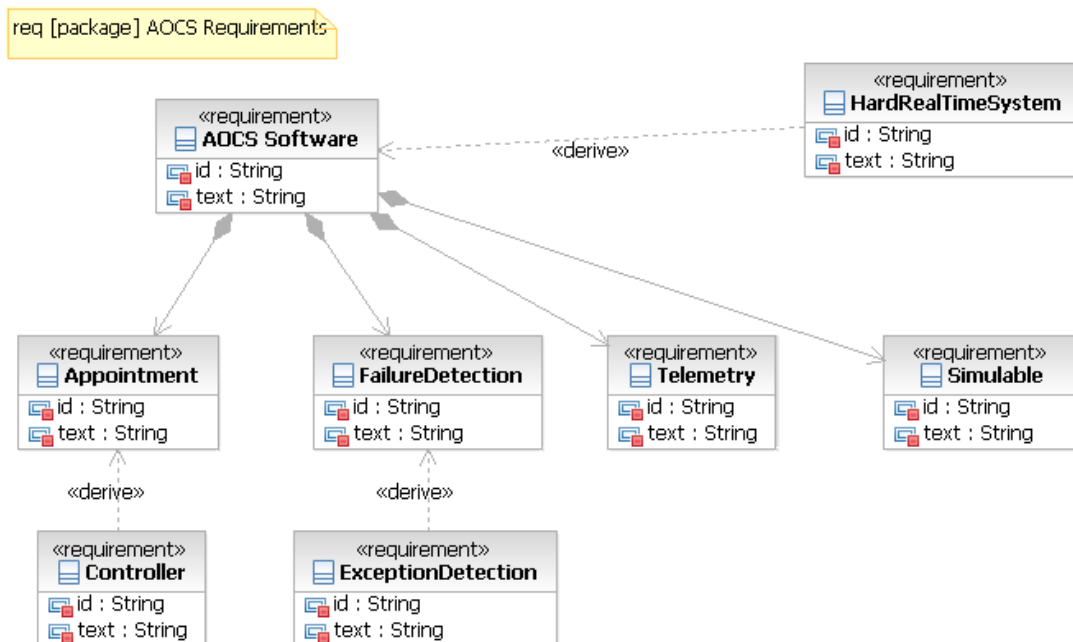 req [package] AOCS Requirements
«requirement»
HardRealTimeSystem
id : String
text : String
«requirement»
AOCS Software
id : String
text : String
«derive»
«requirement»
Appointment
id : String
text : String
«requirement»
FailureDetection
id : String
text : String
«requirement»
Telemetry
id : String
text : String
«requirement»
Simulable
id : String
text : String
«derive»
«derive»
«requirement»
Controller
id : String
text : String
«requirement»
ExceptionDetection
id : String
text : String